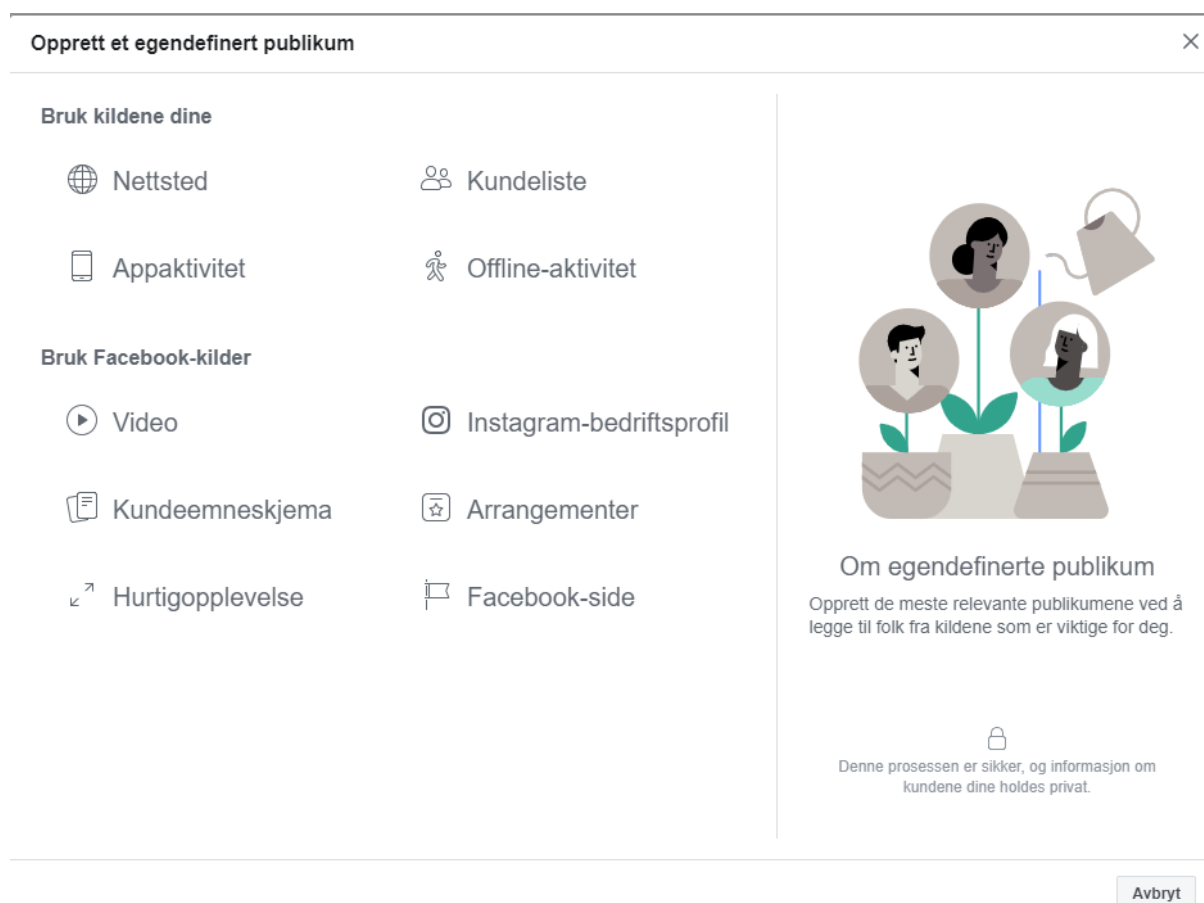 Opprett et egendefinert publikum
Bruk kildene dine
Nettsted
Kundeliste
Appaktivitet
Offline-aktivitet
Bruk Facebook-kilder
Video
Instagram-bedriftsprofil
Kundeemneskjema
Arrangementer
Hurtigopplevelse
Facebook-side
Om egendefinerte publikum
Opprett de meste relevante publikumene ved å
legge til folk fra kildene som er viktige for deg.
Denne prosessen er sikker, og informasjon om
kundene dine holdes privat.
Avbryt